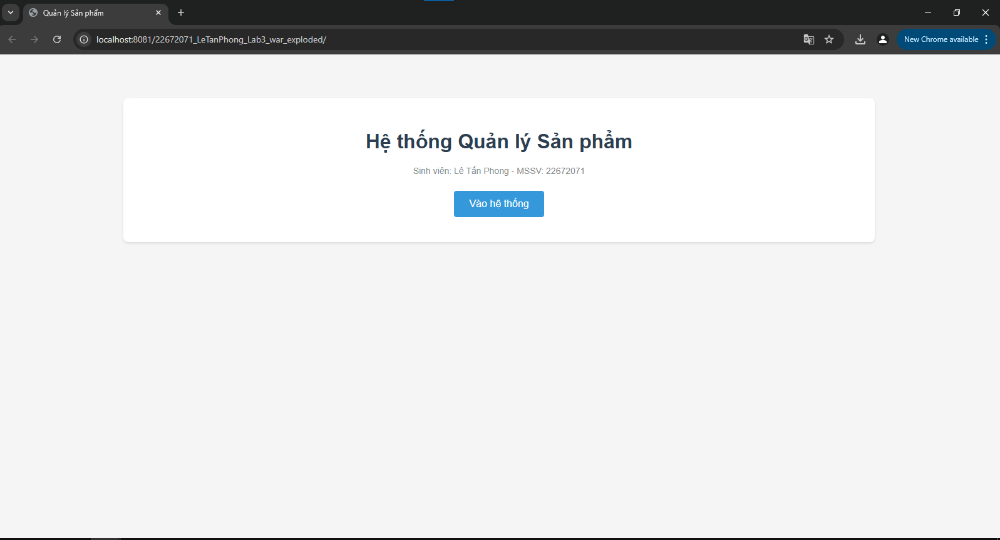 Quản lý Sản phẩm
localhost:8081/22672071_LeTanPhong_Lab3_war_exploded/
New Chrome available
Hệ thống Quản lý Sản phẩm
Sinh viên: Lê Tấn Phong - MSSV: 22672071
Vào hệ thống